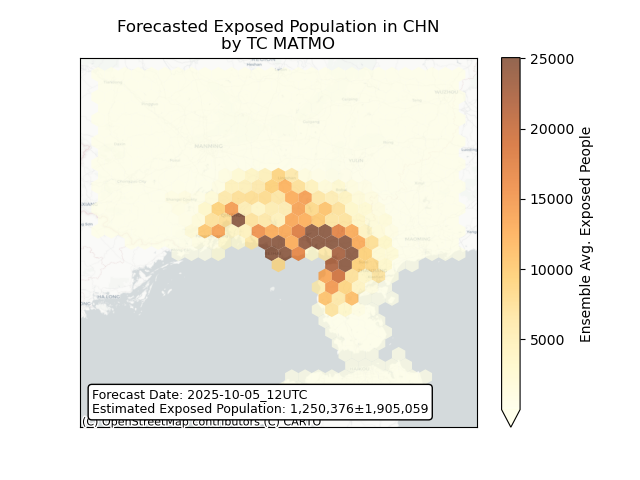 Forecasted Exposed Population in CHN
by TC MATMO
25000
20000
15000
10000
5000
Ensemble Avg. Exposed People
Forecast Date: 2025-10-05_12UTC
Estimated Exposed Population: 1,250,376±1,905,059
(C) OpenStreetMap contributors (C) CARTO